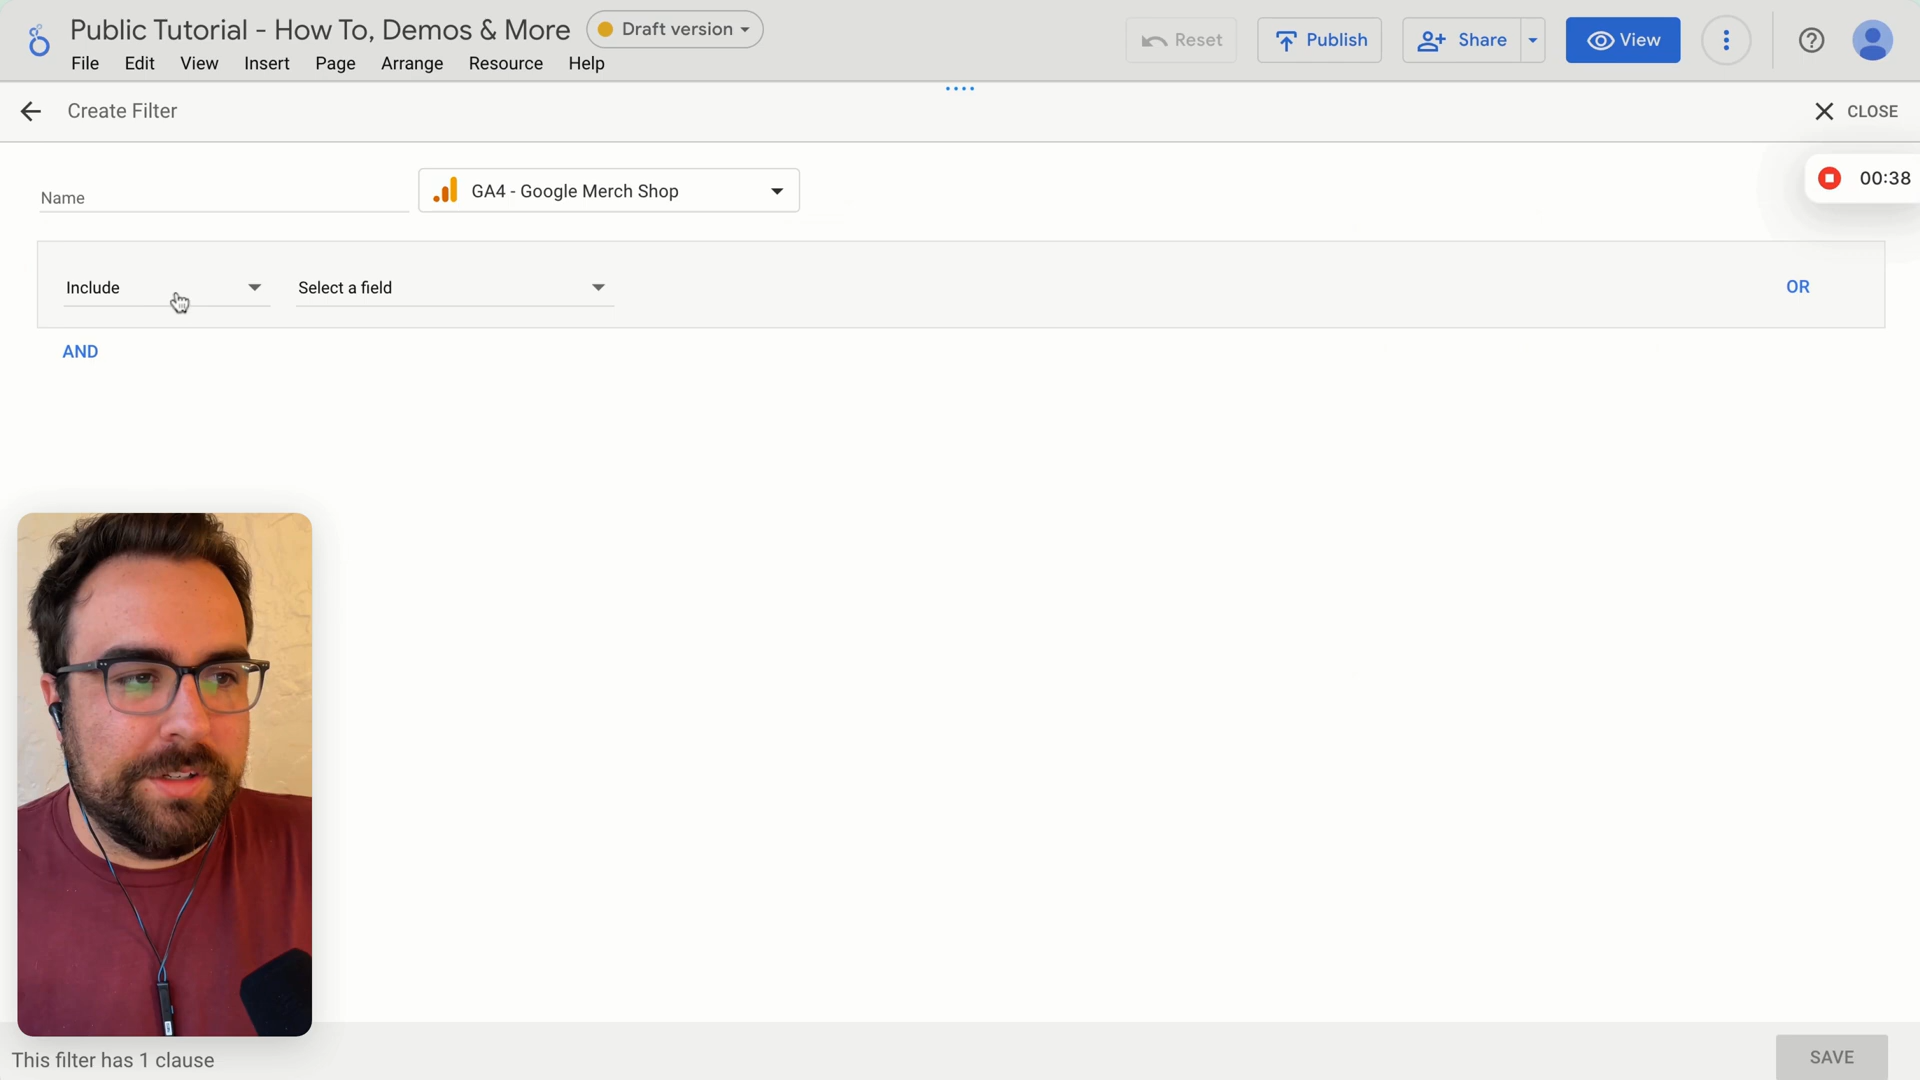 Public Tutorial - How To, Demos & More
Draft version
Reset
Publish
Share
View
File
Edit
View
Insert
Page
Arrange
Resource
Help
Create Filter
CLOSE
00:38
Name
GA4 - Google Merch Shop
Include
Select a field
OR
AND
This filter has 1 clause
SAVE